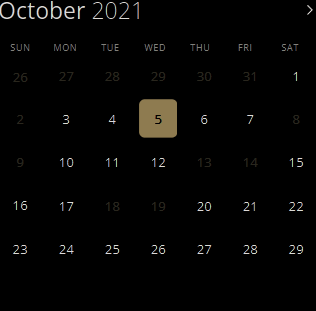 October 2021
SUN MON TUE WED THU FRI SAT
26 27 28 29 30 31 1
2 3 4 5 6 7 8
9 10 11 12 13 14 15
16 17 18 19 20 21 22
23 24 25 26 27 28 29